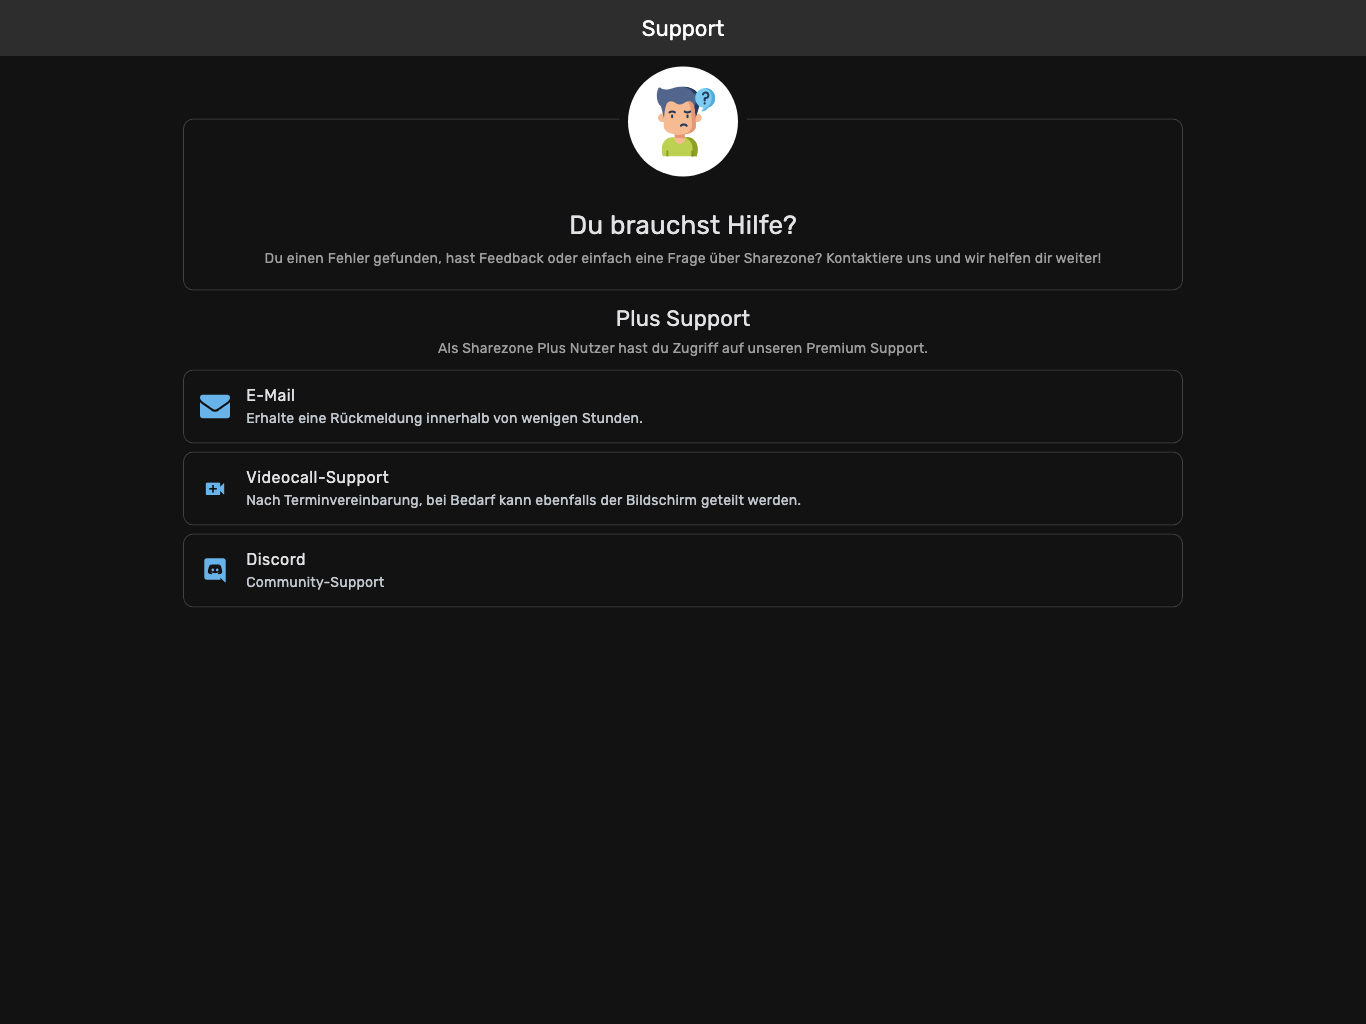 Support
?
Du brauchst Hilfe?
Du einen Fehler gefunden, hast Feedback oder einfach eine Frage über Sharezone? Kontaktiere uns und wir helfen dir weiter!
Plus Support
Als Sharezone Plus Nutzer hast du Zugriff auf unseren Premium Support.
E-Mail
Erhalte eine Rückmeldung innerhalb von wenigen Stunden.
Videocall-Support
Nach Terminvereinbarung, bei Bedarf kann ebenfalls der Bildschirm geteilt werden.
Discord
Community-Support